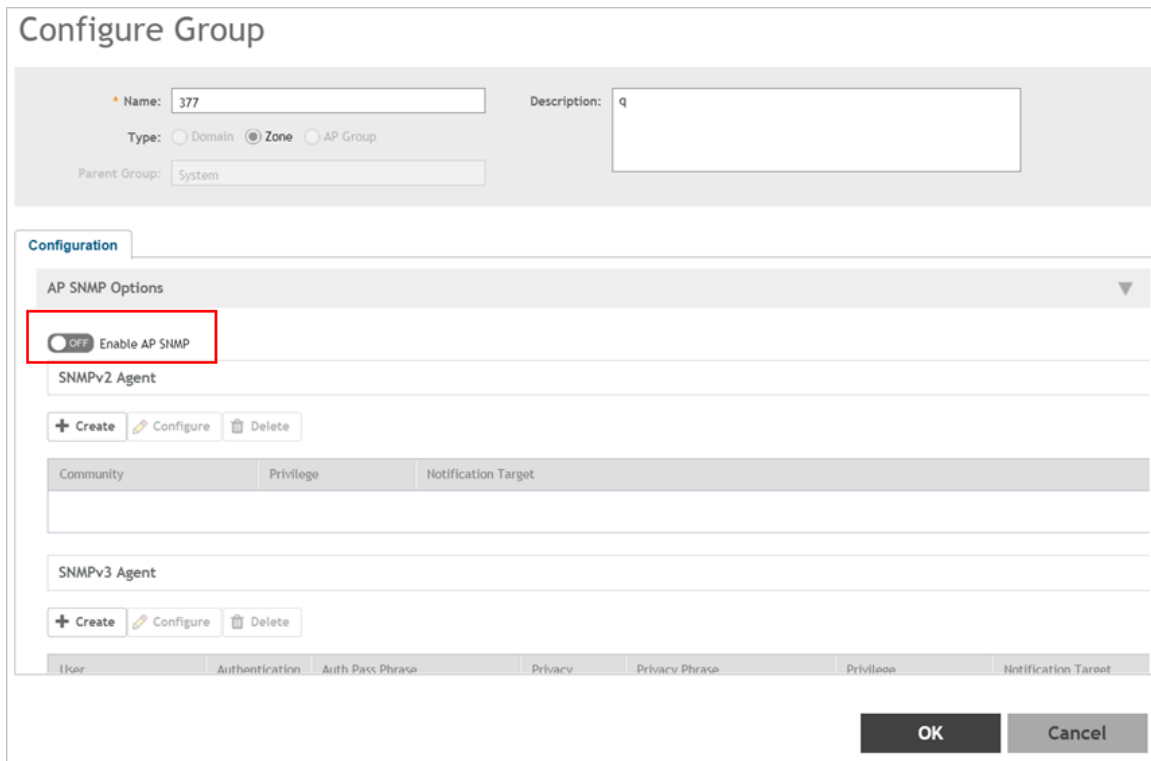 Configure Group
* Name: 377 Description: q
Type: Domain Zone AP Group
Parent Group: System
Configuration
AP SNMP Options
OFF Enable AP SNMP
SNMPv2 Agent
+ Create Configure Delete
Community Privilege Notification Target
SNMPv3 Agent
+ Create Configure Delete
User Authentication Auth Pass Phrase Privacy Privacy Phrase Privilege Notification Target
OK Cancel